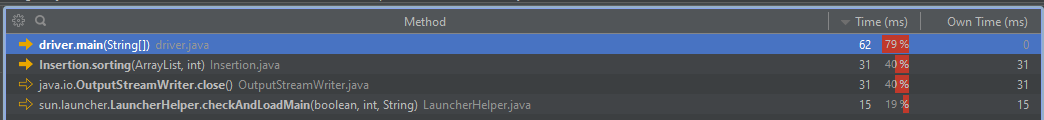 Method Time (ms) Own Time (ms)
driver.main(String[]) driver.java 62 79 % 0
Insertion.sorting(ArrayList, int) Insertion.java 31 40 % 31
java.io.OutputStreamWriter.close() OutputStreamWriter.java 31 40 % 31
sun.launcher.LauncherHelper.checkAndLoadMain(boolean, int, String) LauncherHelper.java 15 19 % 15